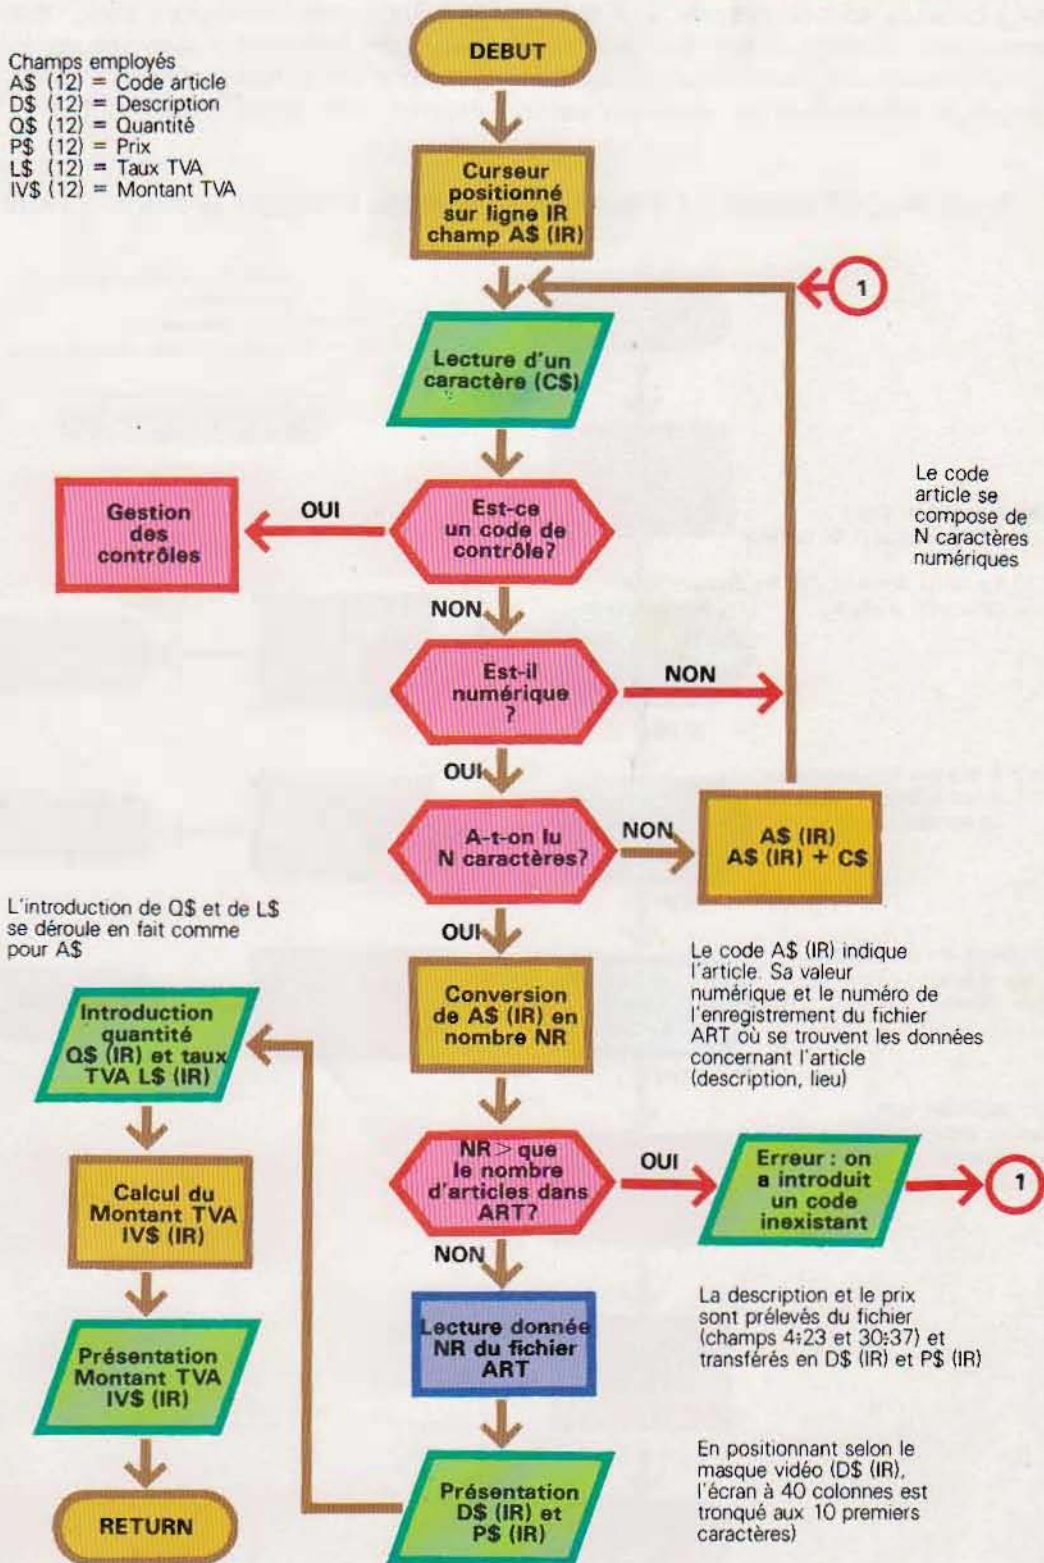 DEBUT
Champs employés
A$ (12) = Code article
D$ (12) = Description
Q$ (12) = Quantité
P$ (12) = Prix
L$ (12) = Taux TVA
IV$ (12) = Montant TVA
Curseur
positionné
sur ligne IR
champ A$ (IR)
1
Lecture d'un
caractère (C$)
Le code
article se
compose de
N caractères
numériques
Gestion
des
contrôles
OUI
Est-ce
un code de
contrôle?
NON
Est-il
numérique
?
NON
OUI
A-t-on lu
N caractères?
NON
A$ (IR)
A$ (IR) + C$
OUI
L'introduction de Q$ et de L$
se déroule en fait comme
pour A$
Conversion
de A$ (IR) en
nombre NR
Le code A$ (IR) indique
l'article. Sa valeur
numérique et le numéro de
l'enregistrement du fichier
ART où se trouvent les données
concernant l'article
(description, lieu)
Introduction
quantité
Q$ (IR) et taux
TVA L$ (IR)
NR > que
le nombre
d'articles dans
ART?
OUI
Erreur : on
a introduit
un code
inexistant
1
NON
Calcul du
Montant TVA
IV$ (IR)
Lecture donnée
NR du fichier
ART
La description et le prix
sont prélevés du fichier
(champs 4÷23 et 30÷37) et
transférés en D$ (IR) et P$ (IR)
Présentation
Montant TVA
IV$ (IR)
Présentation
D$ (IR) et
P$ (IR)
En positionnant selon le
masque vidéo (D$ (IR),
l'écran à 40 colonnes est
tronqué aux 10 premiers
caractères)
RETURN